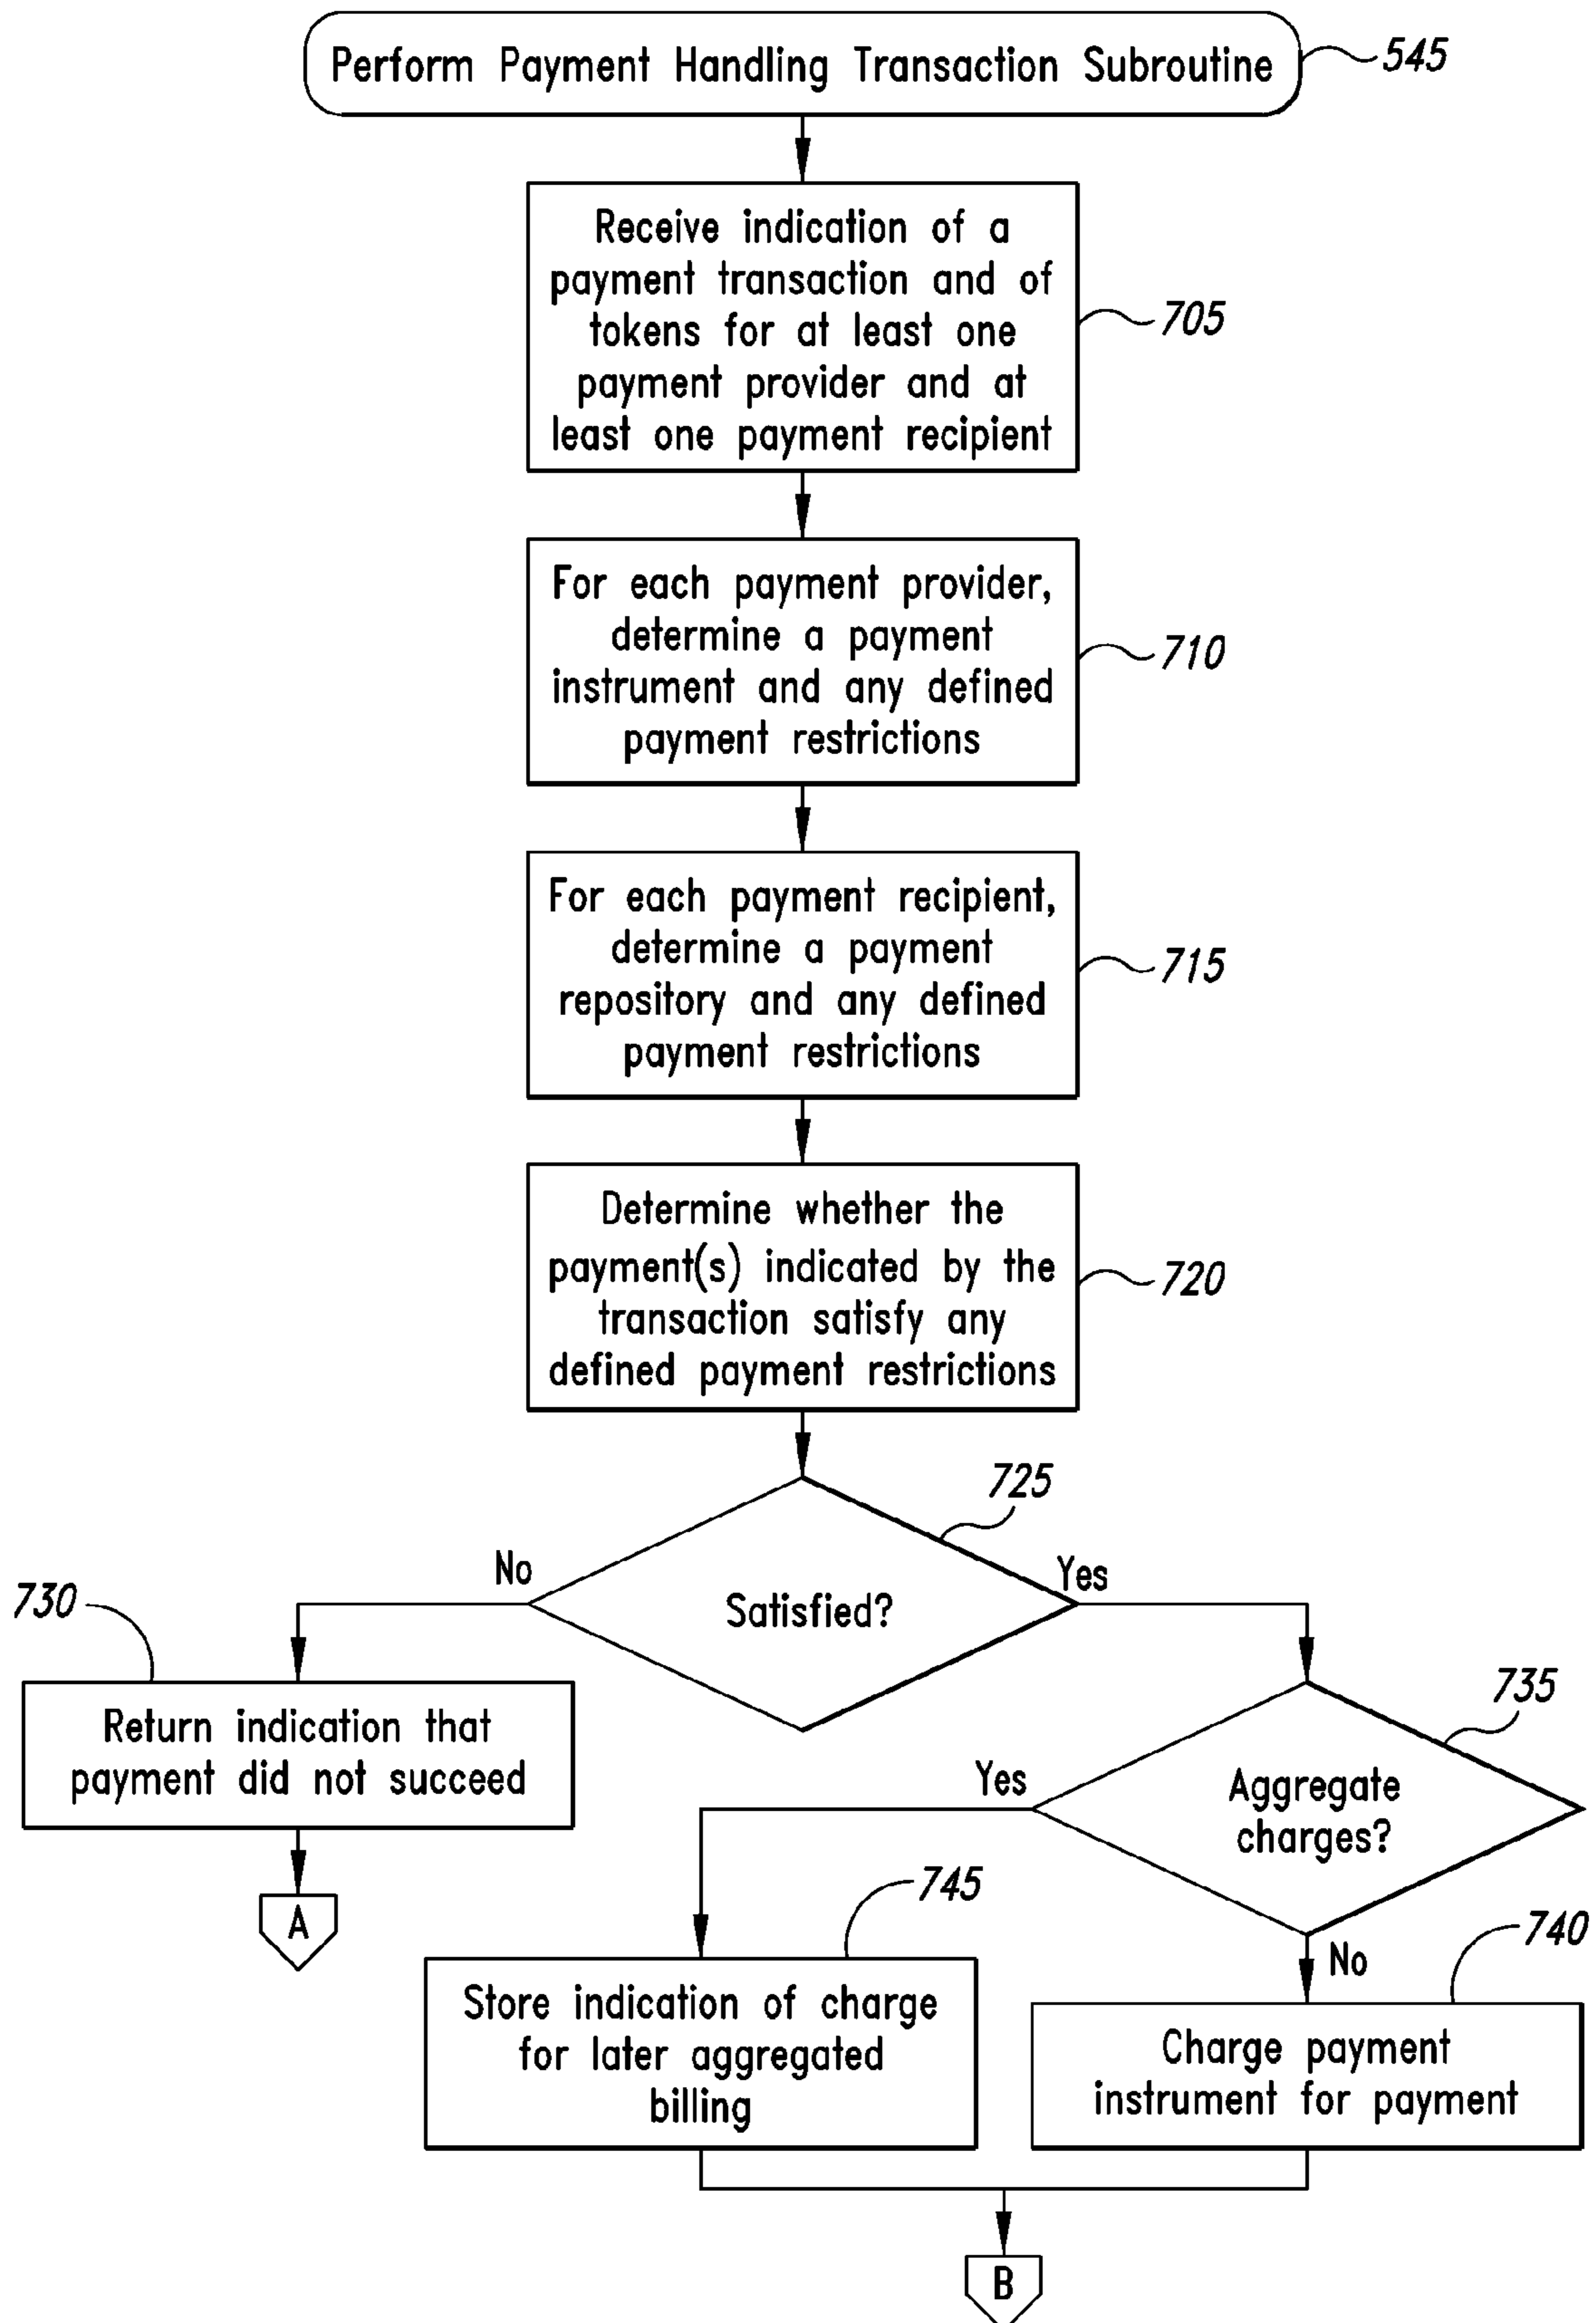 Perform Payment Handling Transaction Subroutine
545
Receive indication of a
payment transaction and of
tokens for at least one
payment provider and at
least one payment recipient
705
For each payment provider,
determine a payment
instrument and any defined
payment restrictions
710
For each payment recipient,
determine a payment
repository and any defined
payment restrictions
715
Determine whether the
payment(s) indicated by the
transaction satisfy any
defined payment restrictions
720
725
Satisfied?
No
Yes
730
Return indication that
payment did not succeed
A
735
Aggregate
charges?
Yes
No
745
Store indication of charge
for later aggregated
billing
740
Charge payment
instrument for payment
B